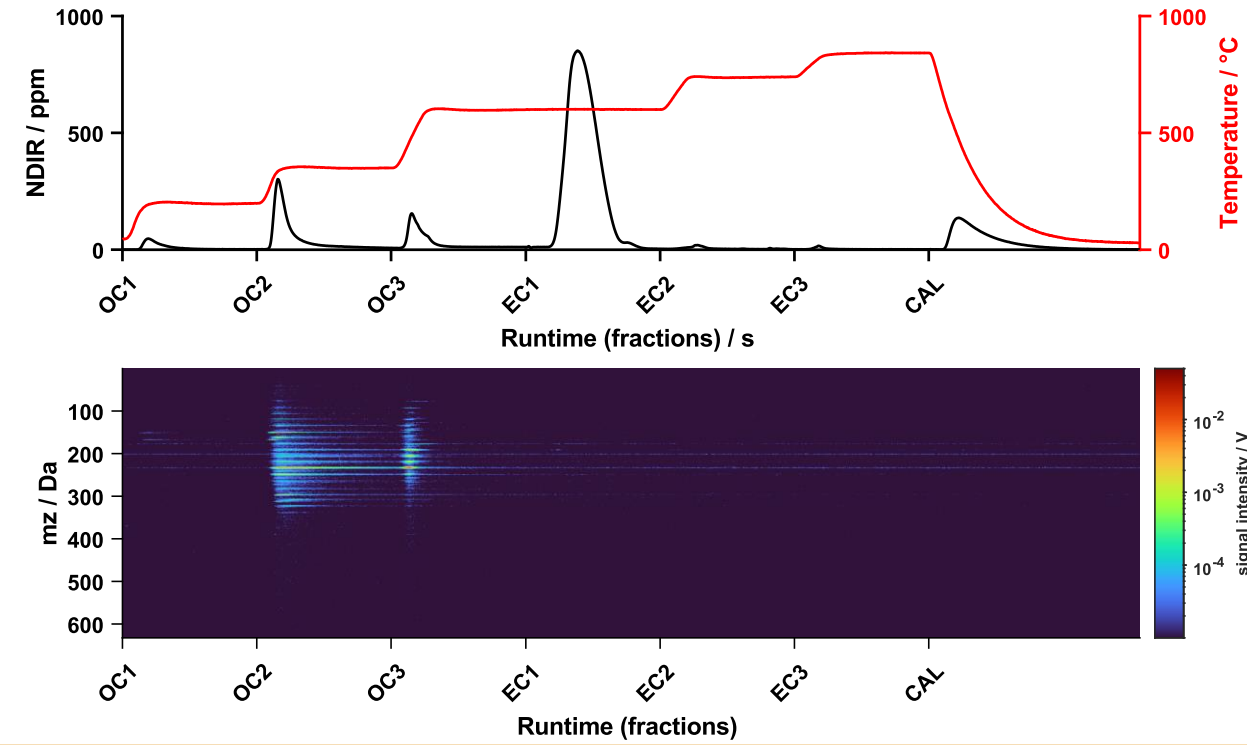 1000
500
0
NDIR / ppm
1000
500
0
Temperature / °C
OC1 OC2 OC3 EC1 EC2 EC3 CAL
Runtime (fractions) / s
100
200
300
400
500
600
mz / Da
10-2
10-3
10-4
signal intensity / V
OC1 OC2 OC3 EC1 EC2 EC3 CAL
Runtime (fractions)